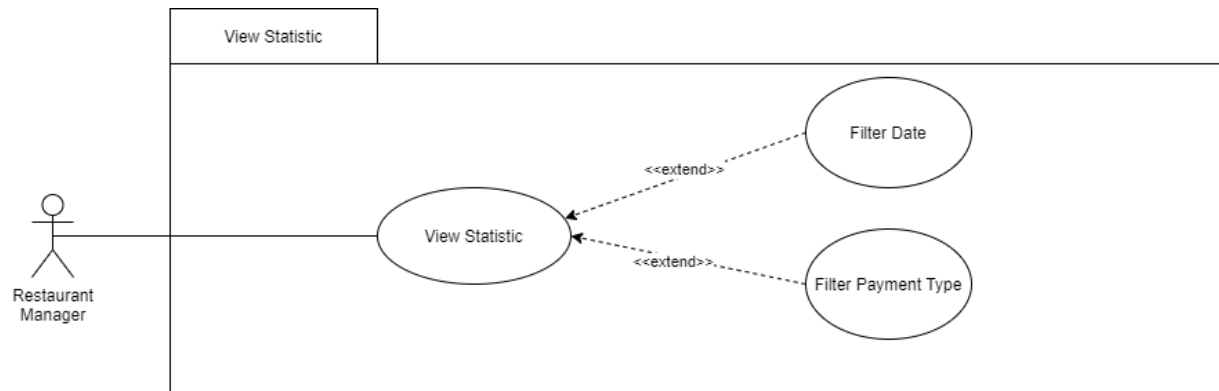 View Statistic
Filter Date
<<extend>>
View Statistic
<<extend>>
Filter Payment Type
Restaurant
Manager